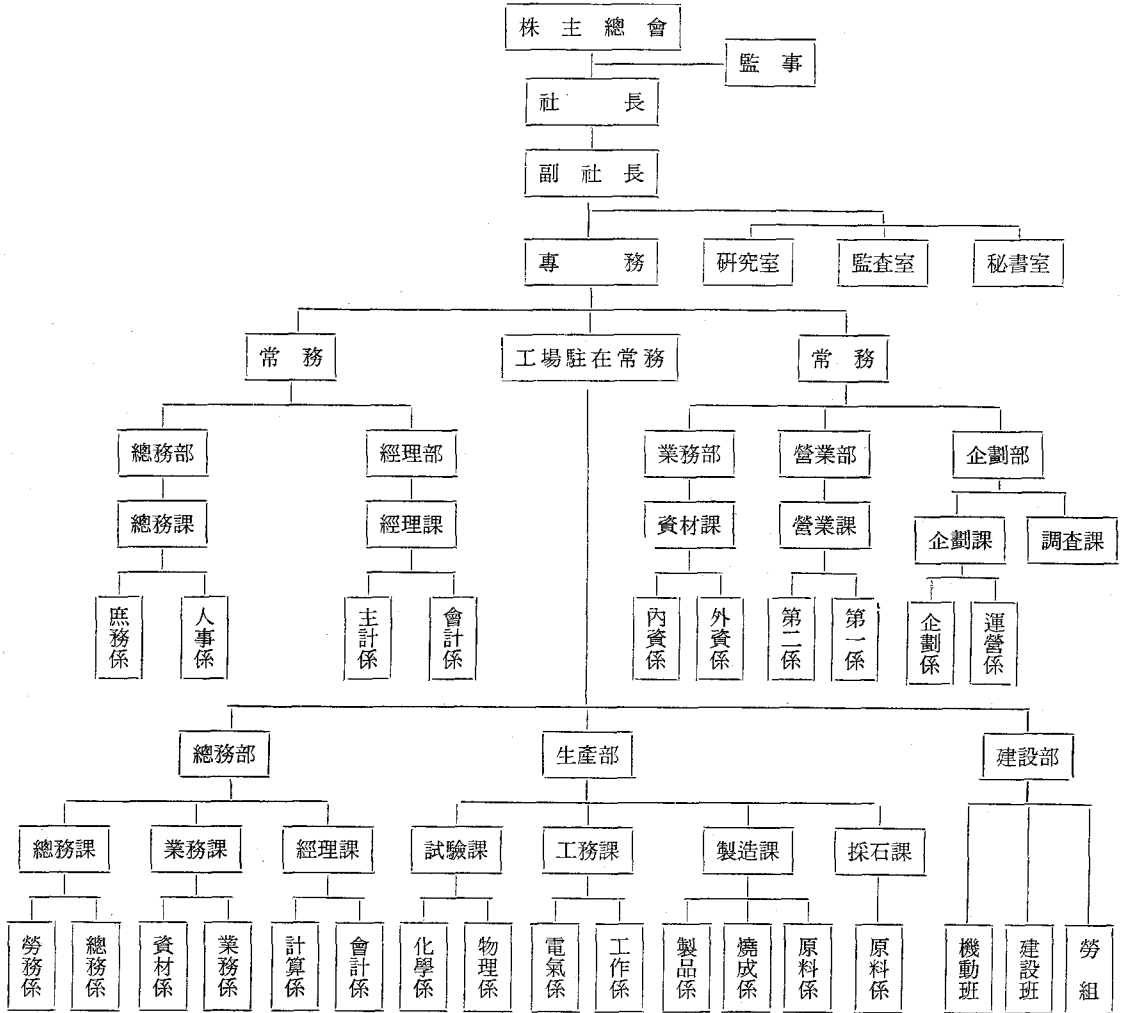 株主總會
監事
社長
副社長
專務
硏究室
監査室
秘書室
常務
工場駐在常務
常務
總務部
經理部
業務部
營業部
企劃部
總務課
經理課
資材課
營業課
企劃課
調査課
庶務係
人事係
主計係
會計係
內資係
外資係
第二係
第一係
企劃係
運營係
總務部
生產部
建設部
總務課
業務課
經理課
試驗課
工務課
製造課
採石課
勞務係
總務係
資材係
業務係
計算係
會計係
化學係
物理係
電氣係
工作係
製品係
燒成係
原料係
原料係
機動班
建設班
勞組